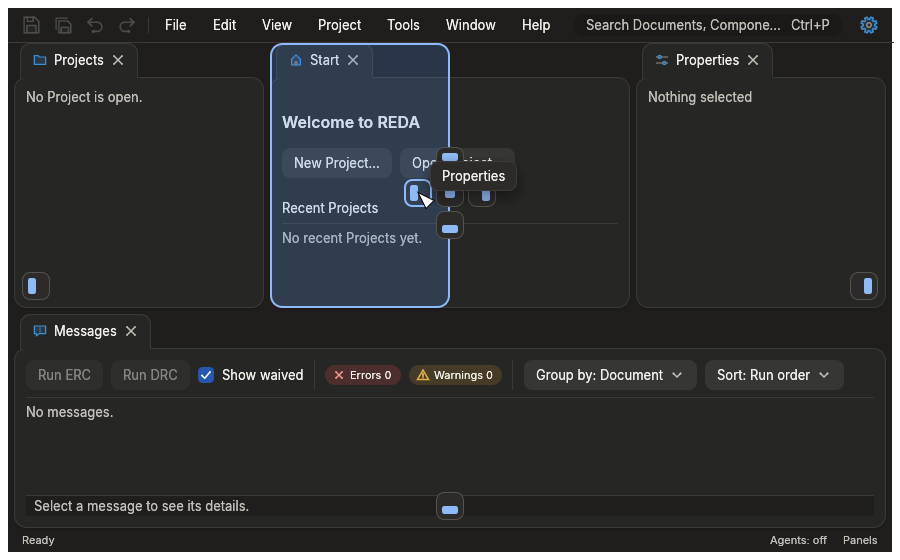 File Edit View Project Tools Window Help Search Documents, Compone... Ctrl+P
Projects
Start
Properties
No Project is open.
Nothing selected
Welcome to REDA
New Project...
Properties
Recent Projects
No recent Projects yet.
Messages
Run ERC Run DRC Show waived Errors 0 Warnings 0 Group by: Document Sort: Run order
No messages.
Select a message to see its details.
Ready
Agents: off Panels